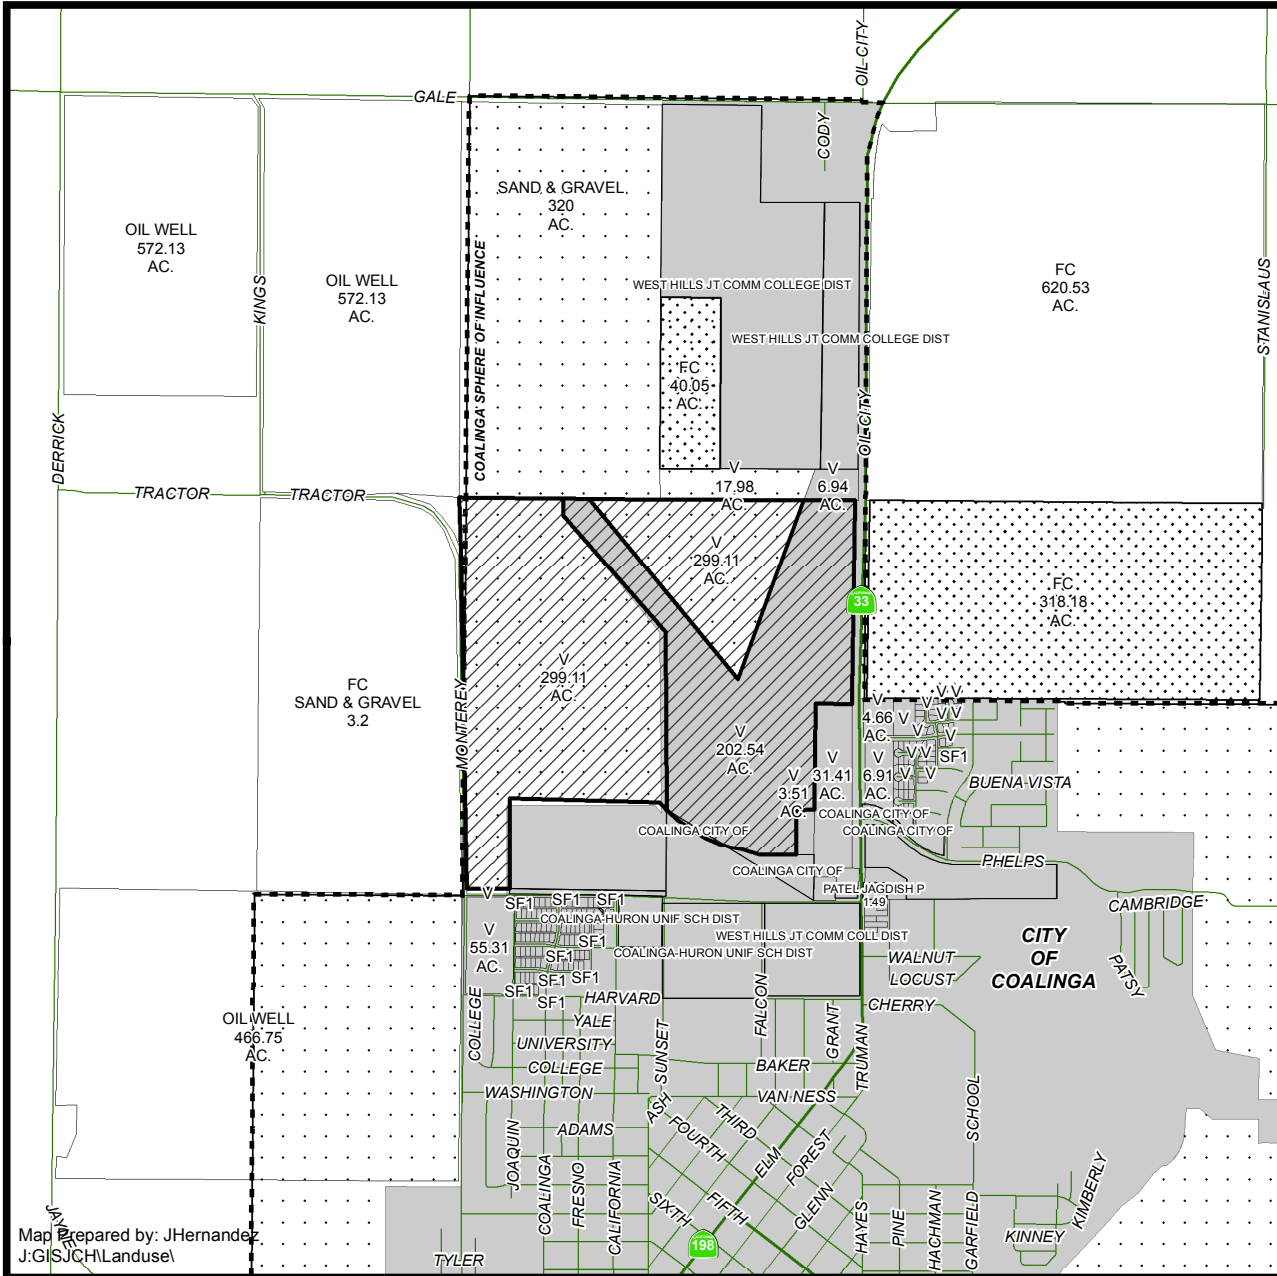 GALE
OIL CITY
CODY
SAND & GRAVEL
320
AC.
OIL WELL
572.13
AC.
KINGS
OIL WELL
572.13
AC.
COALINGA SPHERE OF INFLUENCE
WEST HILLS JT COMM COLLEGE DIST
WEST HILLS JT COMM COLLEGE DIST
FC
620.53
AC.
STANISLAUS
FC
40.05
AC.
OIL CITY
DERRICK
TRACTOR
TRACTOR
V
17.98
AC.
V
6.94
AC.
V
299.11
AC.
33
FC
318.18
AC.
V
299.11
AC.
FC
SAND & GRAVEL
3.2
MONTEREY
V
202.54
AC.
V
3.51
AC.
V
31.41
AC.
V
4.66
AC.
V
6.91
AC.
V
V
V
V
V
V
V
V
V
V
V
V
SF1
BUENA VISTA
COALINGA CITY OF
COALINGA CITY OF
COALINGA CITY OF
COALINGA CITY OF
PHELPS
PATEL JAGDISH P
1.49
CAMBRIDGE
PATSY
V
V
55.31
AC.
SF1
SF1
SF1
COALINGA-HURON UNIF SCH DIST
SF1
COALINGA-HURON UNIF SCH DIST
WEST HILLS JT COMM COLL DIST
SF1
SF1
SF1
SF1
SF1
CITY
OF
COALINGA
WALNUT
LOCUST
CHERRY
HARVARD
YALE
UNIVERSITY
COLLEGE
WASHINGTON
COLLEGE
SUNSET
FALCON
GRANT
TRUMAN
BAKER
VAN NESS
OIL WELL
466.75
AC.
ASH
THIRD
FOURTH
ADAMS
ELM
FOREST
SCHOOL
JOAQUIN
COALINGA
FRESNO
CALIFORNIA
SIXTH
FIFTH
GLENN
HAYES
PINE
HACHMAN
GARFIELD
KINNEY
KIMBERLY
JAYNE
198
TYLER
Map Prepared by: JHernandez
J:GISJCH\Landuse\